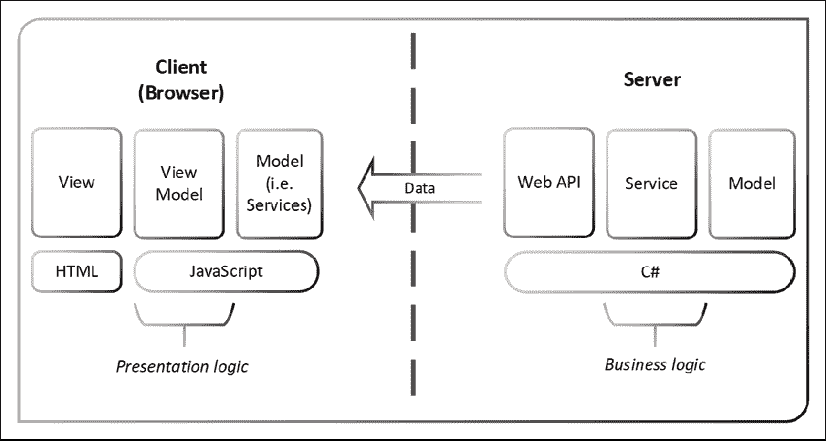 Client
(Browser)
Server
View
View
Model
Model
(i.e.
Services)
Data
Web API
Service
Model
HTML
JavaScript
C#
Presentation logic
Business logic